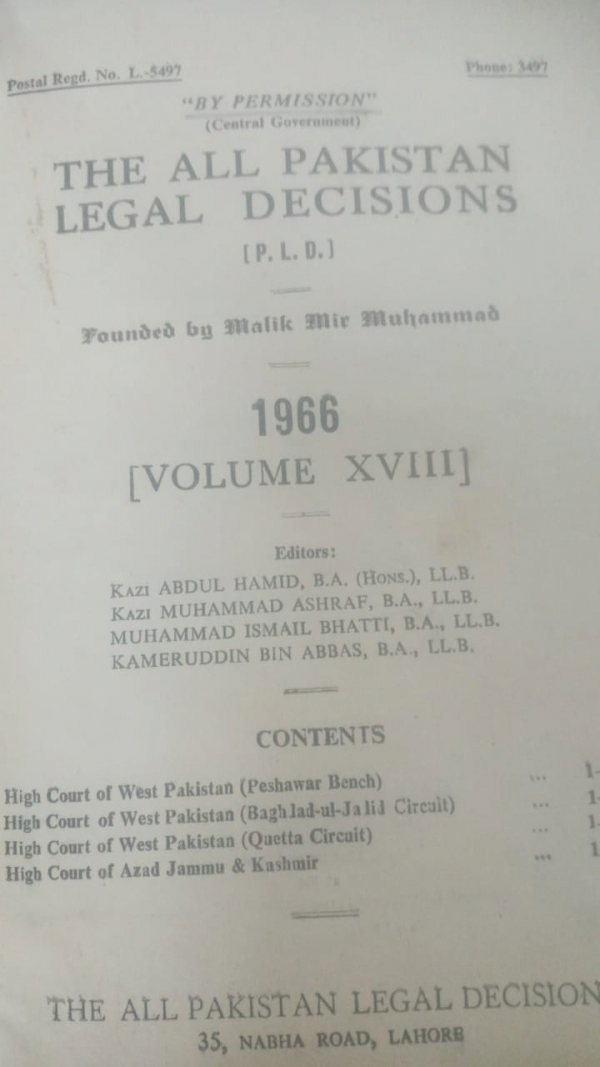 Postal Regd. No. L.-5497
Phone: 3497
"BY PERMISSION"
(Central Government)
THE ALL PAKISTAN
LEGAL DECISIONS
[P. L. D.]
Founded by Malik Mir Muhammad
1966
[VOLUME XVIII]
Editors:
KAZI ABDUL HAMID, B.A. (HONS.), LL.B.
KAZI MUHAMMAD ASHRAF, B.A., LL.B.
MUHAMMAD ISMAIL BHATTI, B.A., LL.B.
KAMERUDDIN BIN ABBAS, B.A., LL.B.
CONTENTS
High Court of West Pakistan (Peshawar Bench) ... 1-
High Court of West Pakistan (Baghdad-ul-Jadid Circuit) ... 1-
High Court of West Pakistan (Quetta Circuit) ... 1-
High Court of Azad Jammu & Kashmir ... 1
THE ALL PAKISTAN LEGAL DECISION
35, NABHA ROAD, LAHORE